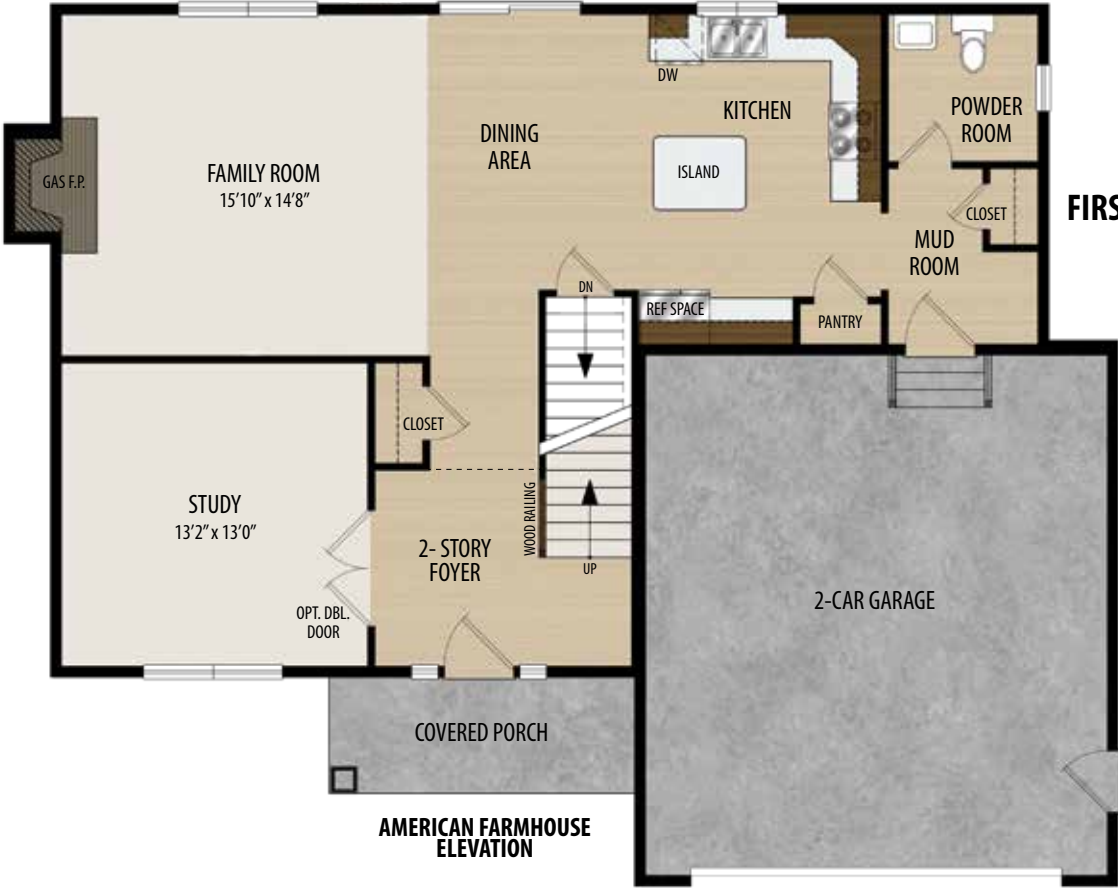 DW
KITCHEN
POWDER
ROOM
DINING
AREA
FAMILY ROOM
15'10" x 14'8"
GAS F.P.
ISLAND
CLOSET
FIRS
MUD
ROOM
DN
REF SPACE
PANTRY
CLOSET
STUDY
13'2" x 13'0"
WOOD RAILING
2- STORY
FOYER
UP
OPT. DBL.
DOOR
2-CAR GARAGE
COVERED PORCH
AMERICAN FARMHOUSE
ELEVATION